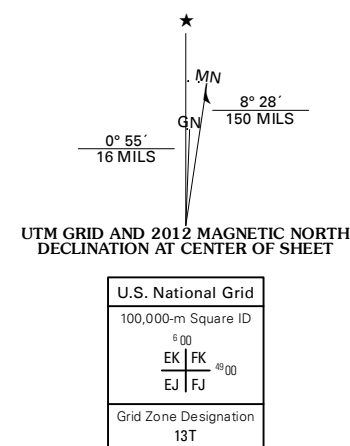 ★
MN
GN
8° 28´
150 MILS
0° 55´
16 MILS
UTM GRID AND 2012 MAGNETIC NORTH
DECLINATION AT CENTER OF SHEET
U.S. National Grid
100,000-m Square ID
6 00
EK FK
49 00
EJ FJ
Grid Zone Designation
13T